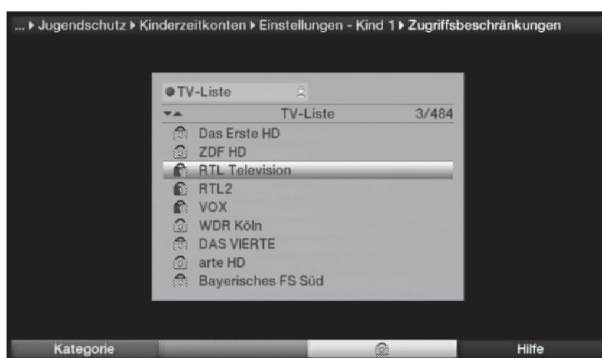 ... ▸ Jugendschutz ▸ Kinderzeitkonten ▸ Einstellungen - Kind 1 ▸ Zugriffsbeschränkungen
TV-Liste
TV-Liste 3/484
Das Erste HD
ZDF HD
RTL Television
RTL2
VOX
WDR Köln
DAS VIERTE
arte HD
Bayerisches FS Süd
Kategorie Hilfe